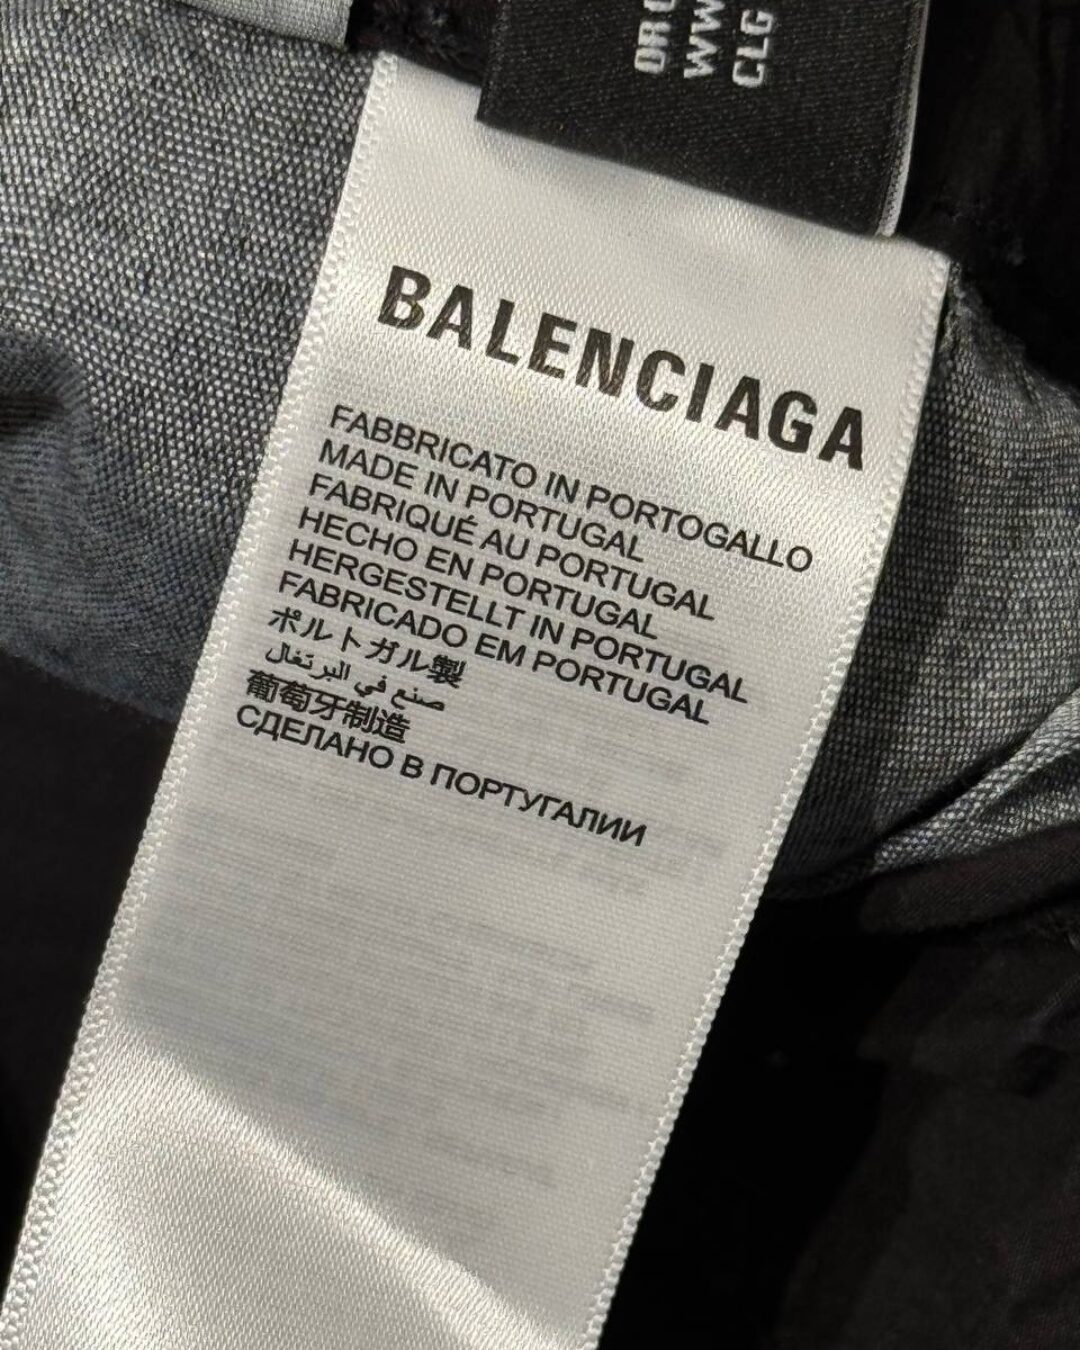 BALENCIAGA
FABBRICATO IN PORTOGALLO
MADE IN PORTUGAL
FABRIQUÉ AU PORTUGAL
HECHO EN PORTUGAL
HERGESTELLT IN PORTUGAL
FABRICADO EM PORTUGAL
ポルトガル製
صنع في البرتغال
葡萄牙制造
СДЕЛАНО В ПОРТУГАЛИИ
CLG